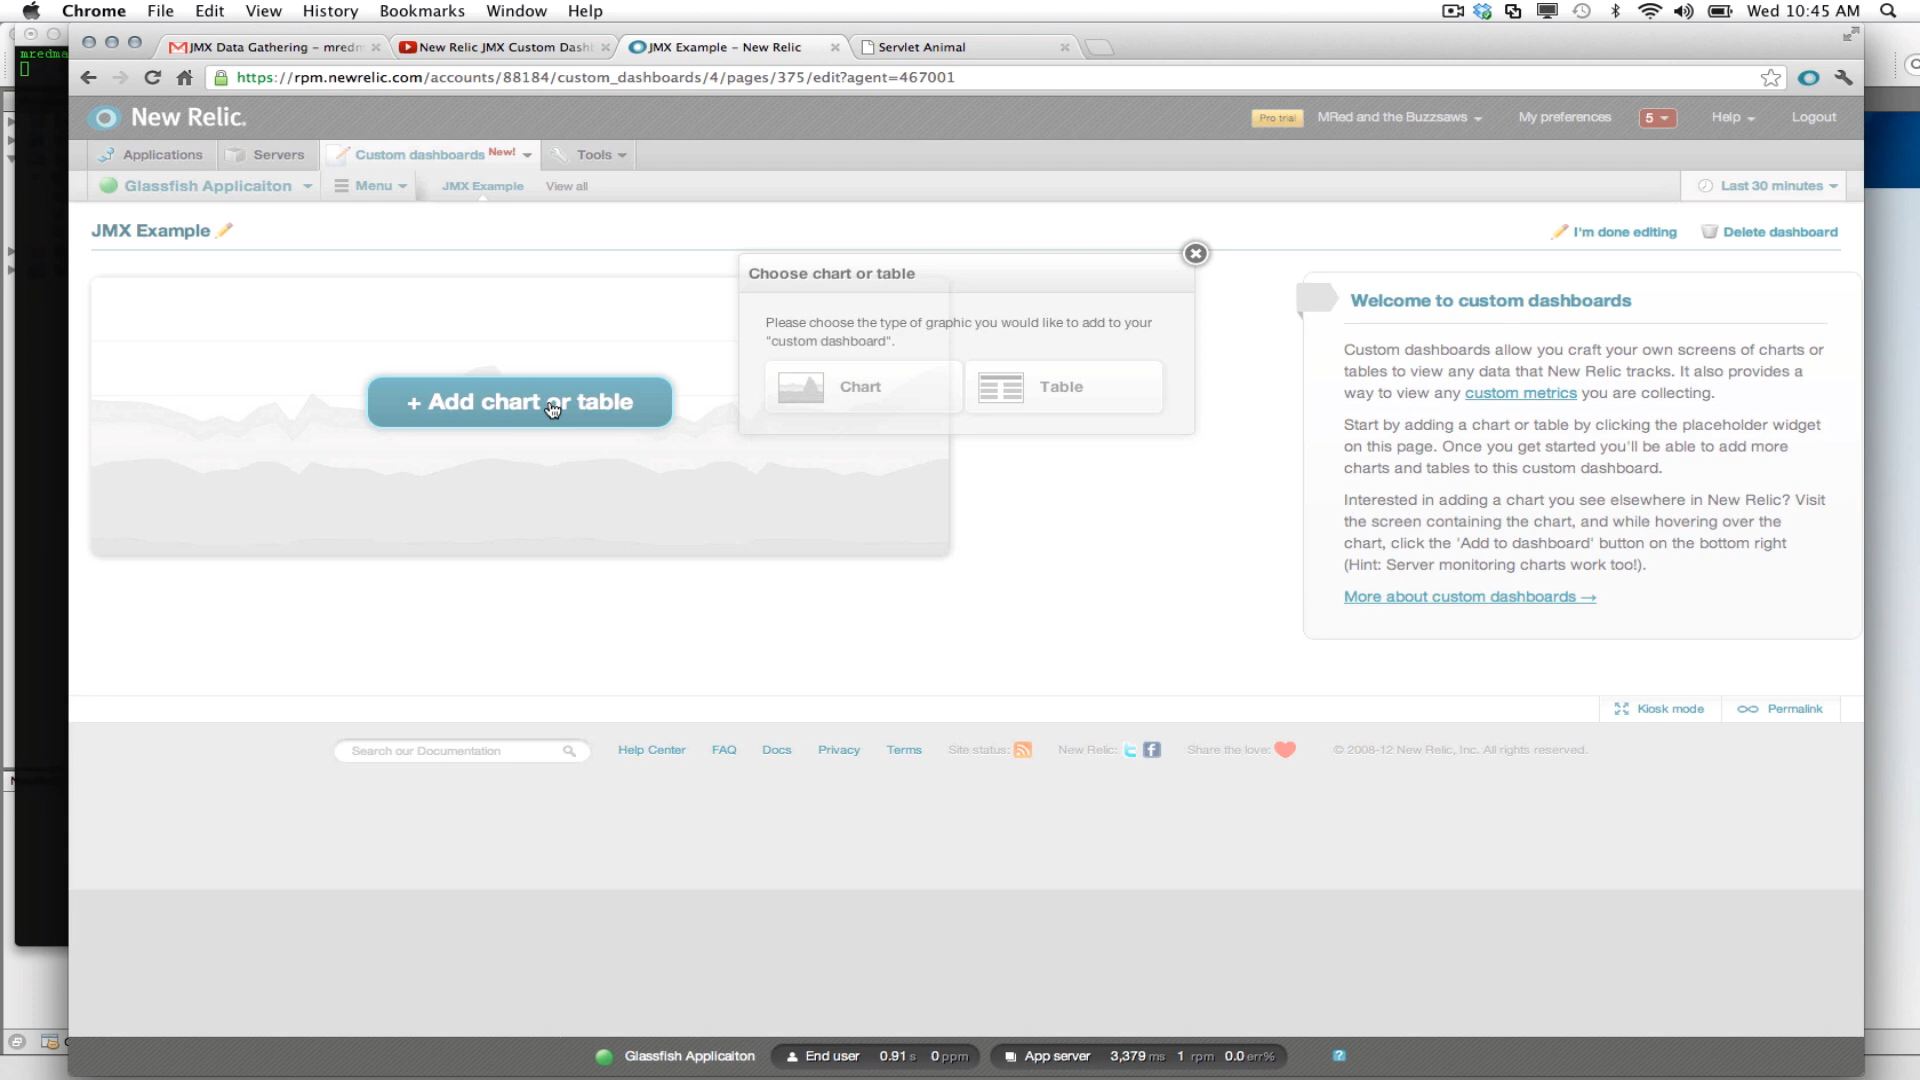 Chrome File Edit View History Bookmarks Window Help Wed 10:45 AM
mredma
JMX Data Gathering – mredm New Relic JMX Custom Dash JMX Example – New Relic Servlet Animal
https://rpm.newrelic.com/accounts/88184/custom_dashboards/4/pages/375/edit?agent=467001
New Relic. Pro trial MRed and the Buzzsaws My preferences 5 Help Logout
Applications Servers Custom dashboards New! Tools
Glassfish Applicaiton Menu JMX Example View all Last 30 minutes
JMX Example I'm done editing Delete dashboard
Choose chart or table
Please choose the type of graphic you would like to add to your
"custom dashboard".
Chart Table
+ Add chart or table
Welcome to custom dashboards
Custom dashboards allow you craft your own screens of charts or
tables to view any data that New Relic tracks. It also provides a
way to view any custom metrics you are collecting.
Start by adding a chart or table by clicking the placeholder widget
on this page. Once you get started you'll be able to add more
charts and tables to this custom dashboard.
Interested in adding a chart you see elsewhere in New Relic? Visit
the screen containing the chart, and while hovering over the
chart, click the 'Add to dashboard' button on the bottom right
(Hint: Server monitoring charts work too!).
More about custom dashboards →
Kiosk mode Permalink
Search our Documentation Help Center FAQ Docs Privacy Terms Site status: New Relic: Share the love: © 2008-12 New Relic, Inc. All rights reserved.
Glassfish Applicaiton End user 0.91 s 0 ppm App server 3,379 ms 1 rpm 0.0 err% ?